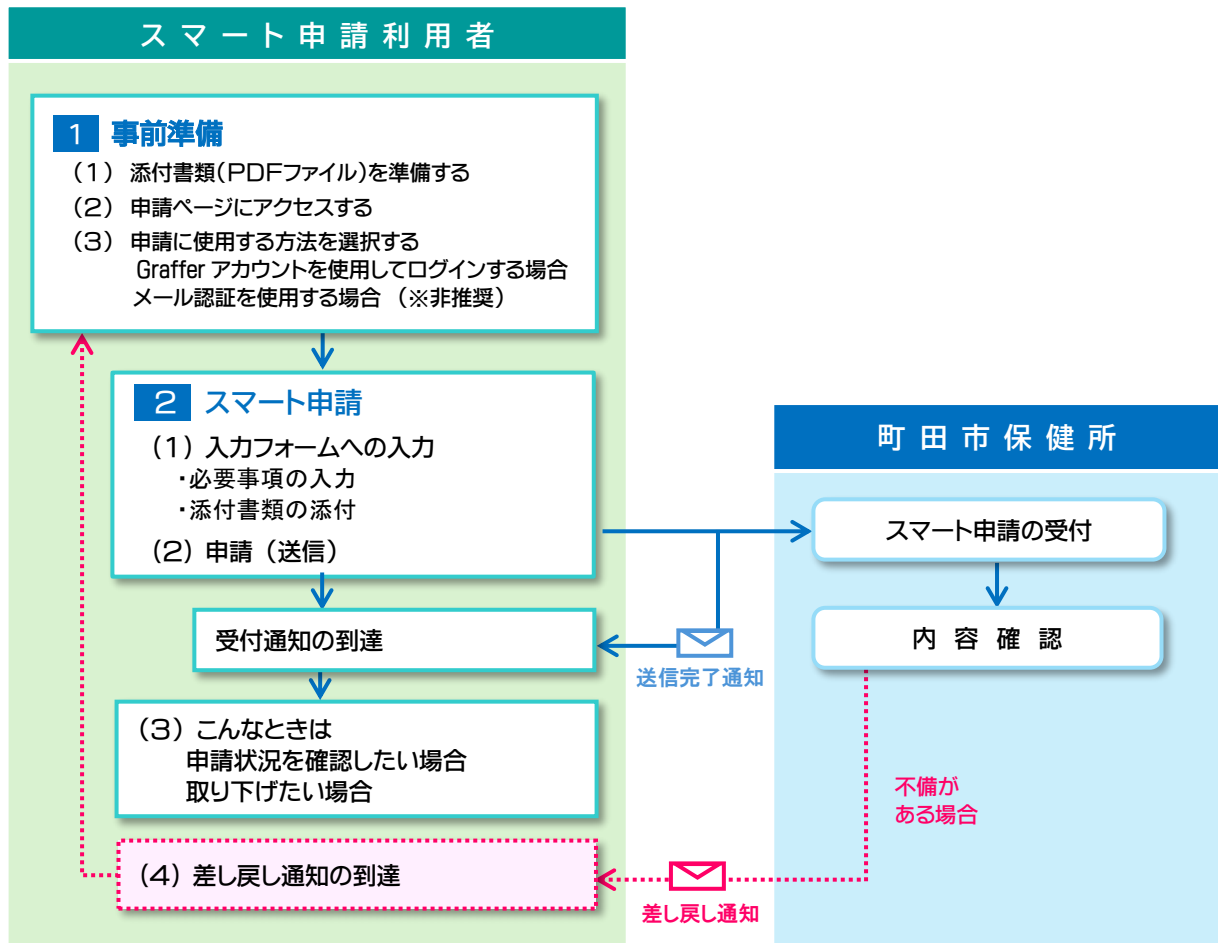 スマート申請利用者
1 事前準備
（１） 添付書類（PDFファイル）を準備する
（２） 申請ページにアクセスする
（３） 申請に使用する方法を選択する
Graffer アカウントを使用してログインする場合
メール認証を使用する場合 （※非推奨）
２ スマート申請
（１）入力フォームへの入力
・必要事項の入力
・添付書類の添付
（２）申請（送信）
受付通知の到達
（３）こんなときは
申請状況を確認したい場合
取り下げたい場合
（４）差し戻し通知の到達
送信完了通知
差し戻し通知
町田市保健所
スマート申請の受付
内容確認
不備が
ある場合